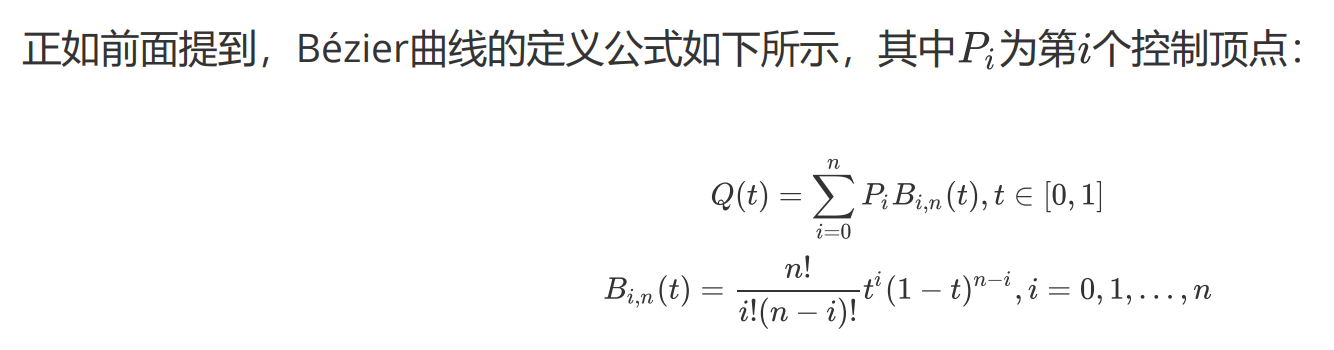 正如前面提到，Bézier曲线的定义公式如下所示，其中$P_i$为第$i$个控制顶点：
$$Q(t) = \sum_{i=0}^{n} P_i B_{i,n}(t), t \in [0, 1]$$
$$B_{i,n}(t) = \frac{n!}{i!(n-i)!} t^i (1-t)^{n-i}, i = 0, 1, \ldots, n$$